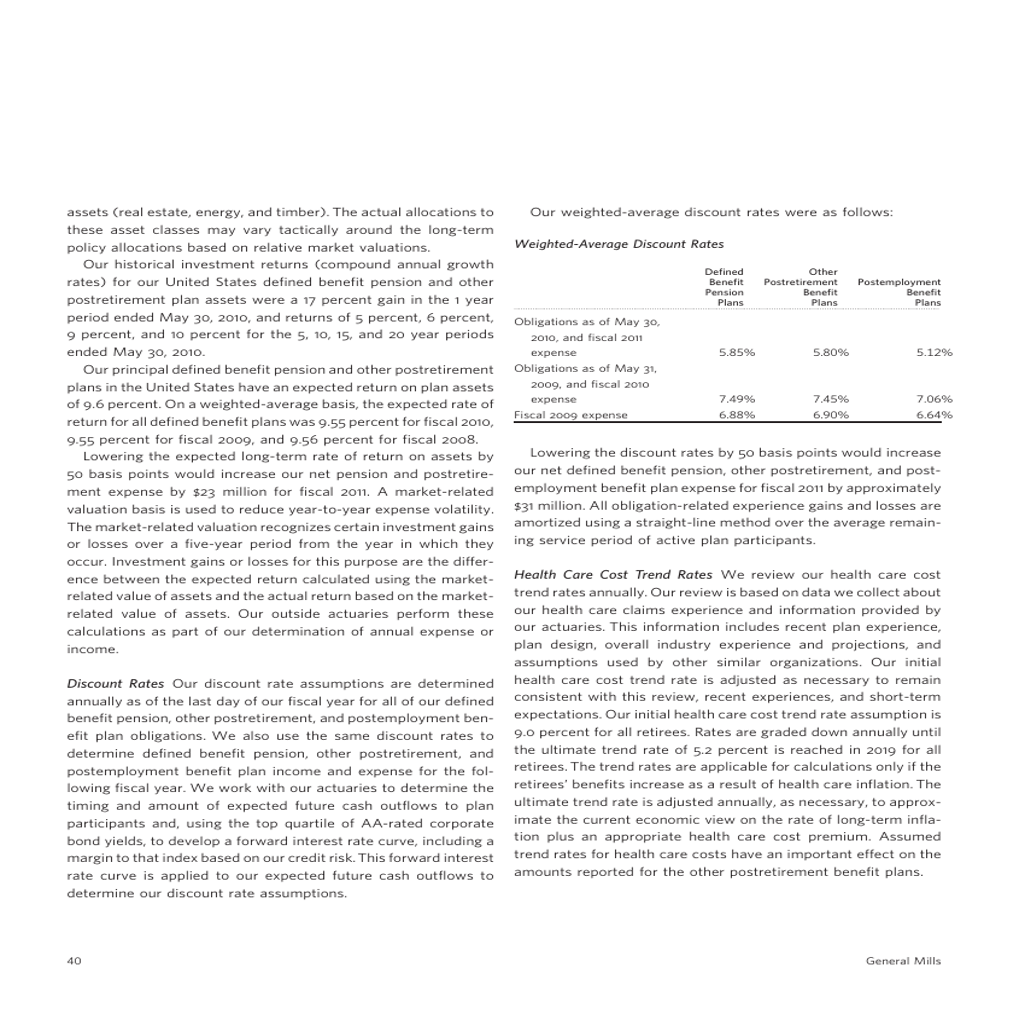 assets (real estate, energy, and timber). The actual allocations to
these asset classes may vary tactically around the long-term
policy allocations based on relative market valuations.
Our historical investment returns (compound annual growth
rates) for our United States defined benefit pension and other
postretirement plan assets were a 17 percent gain in the 1 year
period ended May 30, 2010, and returns of 5 percent, 6 percent,
9 percent, and 10 percent for the 5, 10, 15, and 20 year periods
ended May 30, 2010.
Our principal defined benefit pension and other postretirement
plans in the United States have an expected return on plan assets
of 9.6 percent. On a weighted-average basis, the expected rate of
return for all defined benefit plans was 9.55 percent for fiscal 2010,
9.55 percent for fiscal 2009, and 9.56 percent for fiscal 2008.
Lowering the expected long-term rate of return on assets by
50 basis points would increase our net pension and postretire-
ment expense by $23 million for fiscal 2011. A market-related
valuation basis is used to reduce year-to-year expense volatility.
The market-related valuation recognizes certain investment gains
or losses over a five-year period from the year in which they
occur. Investment gains or losses for this purpose are the differ-
ence between the expected return calculated using the market-
related value of assets and the actual return based on the market-
related value of assets. Our outside actuaries perform these
calculations as part of our determination of annual expense or
income.
Discount Rates Our discount rate assumptions are determined
annually as of the last day of our fiscal year for all of our defined
benefit pension, other postretirement, and postemployment ben-
efit plan obligations. We also use the same discount rates to
determine defined benefit pension, other postretirement, and
postemployment benefit plan income and expense for the fol-
lowing fiscal year. We work with our actuaries to determine the
timing and amount of expected future cash outflows to plan
participants and, using the top quartile of AA-rated corporate
bond yields, to develop a forward interest rate curve, including a
margin to that index based on our credit risk. This forward interest
rate curve is applied to our expected future cash outflows to
determine our discount rate assumptions.
Our weighted-average discount rates were as follows:
Weighted-Average Discount Rates
Defined Other
Benefit Postretirement Postemployment
Pension Benefit Benefit
Plans Plans Plans
Obligations as of May 30,
2010, and fiscal 2011
expense 5.85% 5.80% 5.12%
Obligations as of May 31,
2009, and fiscal 2010
expense 7.49% 7.45% 7.06%
Fiscal 2009 expense 6.88% 6.90% 6.64%
Lowering the discount rates by 50 basis points would increase
our net defined benefit pension, other postretirement, and post-
employment benefit plan expense for fiscal 2011 by approximately
$31 million. All obligation-related experience gains and losses are
amortized using a straight-line method over the average remain-
ing service period of active plan participants.
Health Care Cost Trend Rates We review our health care cost
trend rates annually. Our review is based on data we collect about
our health care claims experience and information provided by
our actuaries. This information includes recent plan experience,
plan design, overall industry experience and projections, and
assumptions used by other similar organizations. Our initial
health care cost trend rate is adjusted as necessary to remain
consistent with this review, recent experiences, and short-term
expectations. Our initial health care cost trend rate assumption is
9.0 percent for all retirees. Rates are graded down annually until
the ultimate trend rate of 5.2 percent is reached in 2019 for all
retirees. The trend rates are applicable for calculations only if the
retirees' benefits increase as a result of health care inflation. The
ultimate trend rate is adjusted annually, as necessary, to approx-
imate the current economic view on the rate of long-term infla-
tion plus an appropriate health care cost premium. Assumed
trend rates for health care costs have an important effect on the
amounts reported for the other postretirement benefit plans.
40
General Mills